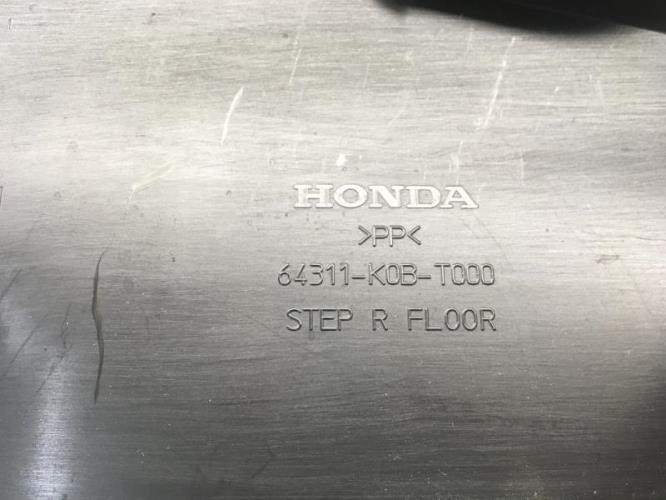 HONDA
>PP<
64311-K0B-T000
STEP R FLOOR